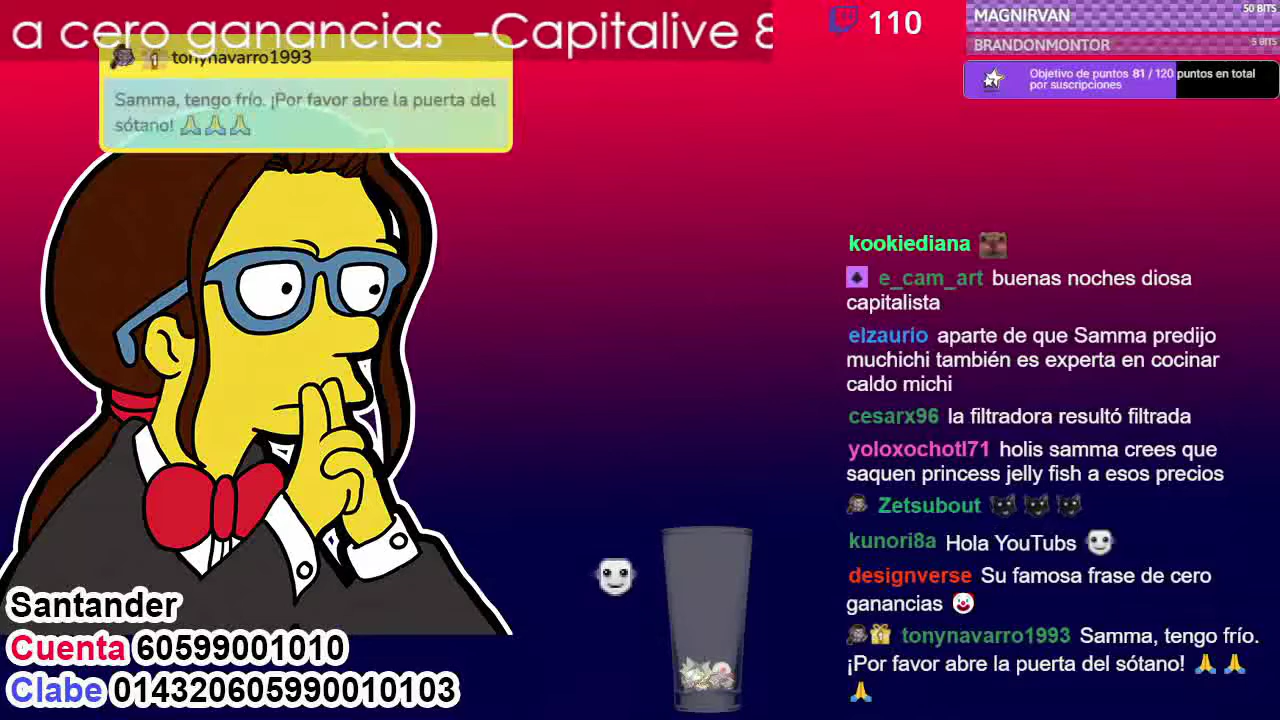 a cero ganancias -Capitalive 8
110
MAGNIRVAN
50 BITS
BRANDONMONTOR
5 BITS
Objetivo de puntos 81 / 120 puntos en total
por suscripciones
tonynavarro1993
Samma, tengo frío. ¡Por favor abre la puerta del
sótano! 🙏🙏🙏
kookiediana
e_cam_art buenas noches diosa
capitalista
elzaurio aparte de que Samma predijo
muchichi también es experta en cocinar
caldo michi
cesarx96 la filtradora resultó filtrada
yoloxochotl71 holis samma crees que
saquen princess jelly fish a esos precios
Zetsubout
kunori8a Hola YouTubs
designverse Su famosa frase de cero
ganancias 🤡
tonynavarro1993 Samma, tengo frío.
¡Por favor abre la puerta del sótano! 🙏🙏
🙏
Santander
Cuenta 60599001010
Clabe 014320605990010103